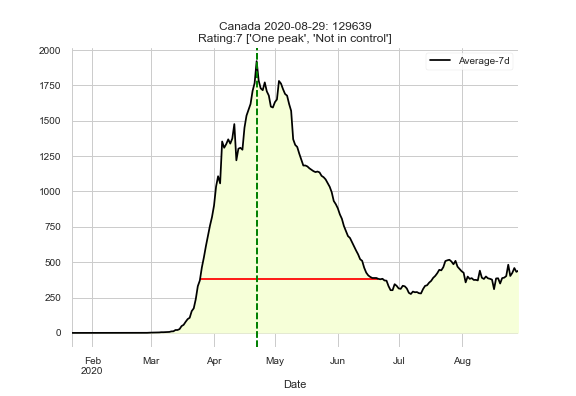 Canada 2020-08-29: 129639
Rating:7 ['One peak', 'Not in control']
Average-7d
2000
1750
1500
1250
1000
750
500
250
0
Feb Mar Apr May Jun Jul Aug
2020
Date